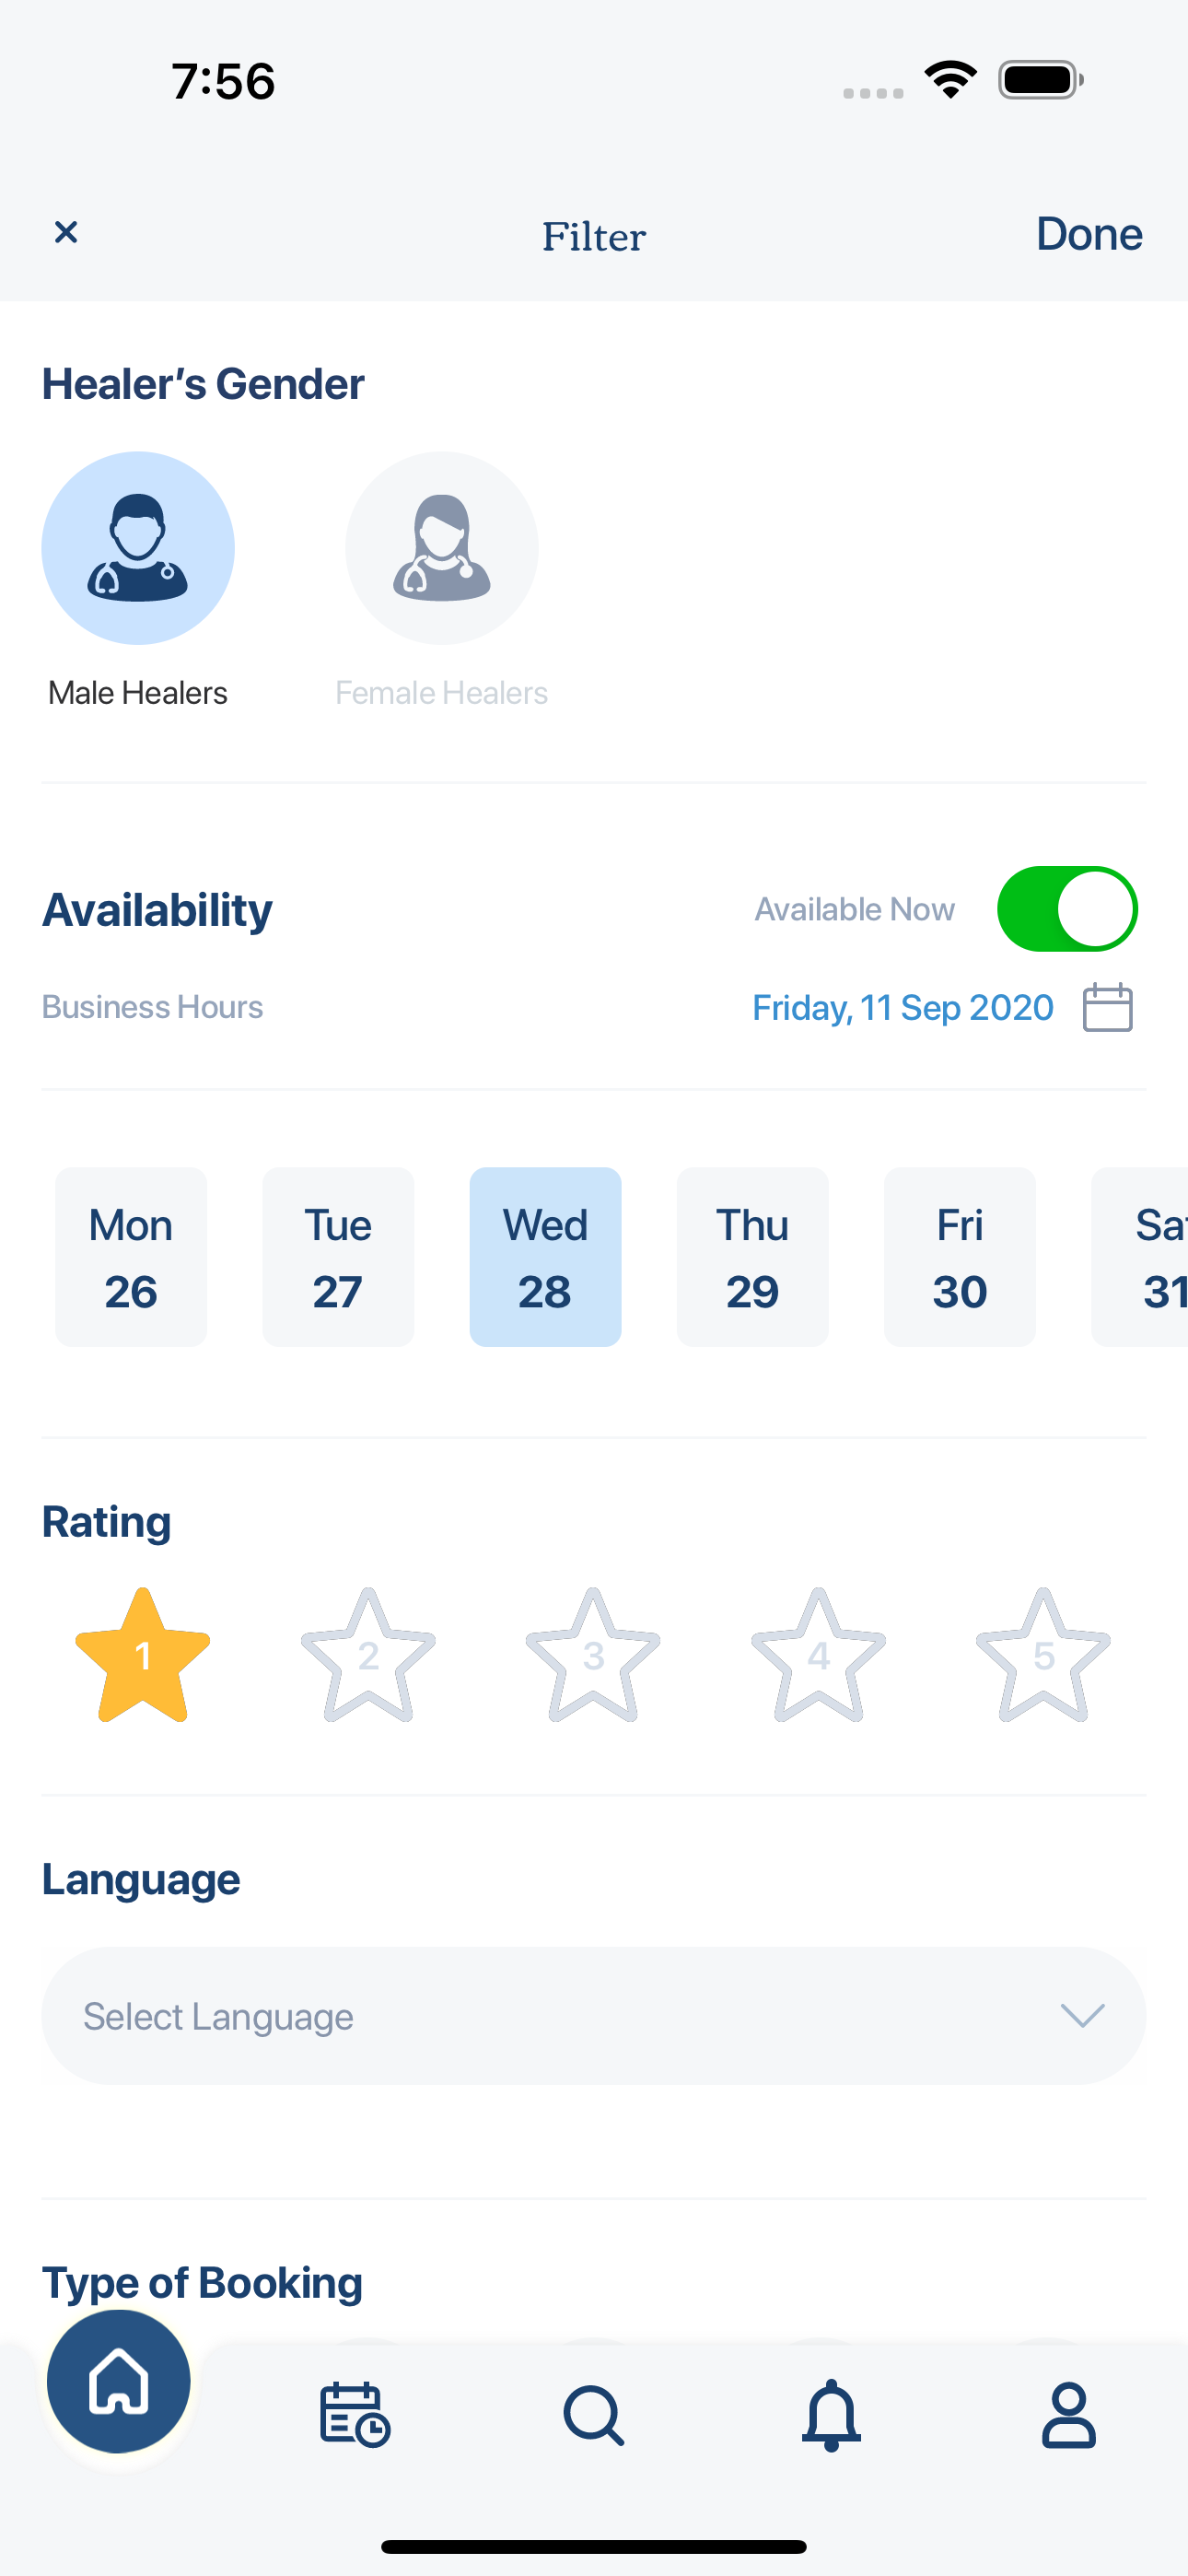 7:56
Filter
Done
Healer’s Gender
Male Healers
Female Healers
Availability
Available Now
Business Hours
Friday, 11 Sep 2020
Mon Tue Wed Thu Fri Sat
26 27 28 29 30 31
Rating
1 2 3 4 5
Language
Select Language
Type of Booking